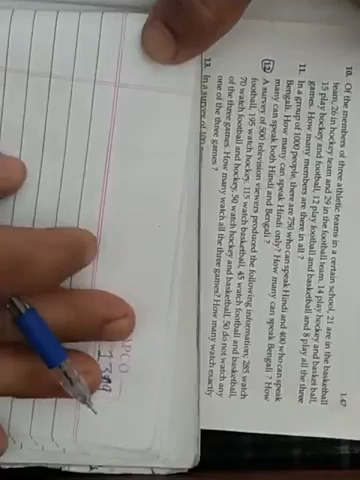 1.47
10. Of the members of three athletic teams in a certain school, 21 are in the basketball
team, 26 in hockey team and 29 in the football team. 14 play hockey and basket ball,
15 play hockey and football, 12 play football and basketball and 8 play all the three
games. How many members are there in all ?
11. In a group of 1000 people, there are 750 who can speak Hindi and 400 who can speak
Bengali. How many can speak Hindi only? How many can speak Bengali ? How
many can speak both Hindi and Bengali ?
12. A survey of 500 television viewers produced the following information; 285 watch
football, 195 watch hockey, 115 watch basketball, 45 watch football and basketball,
70 watch football and hockey, 50 watch hockey and basketball, 50 do not watch any
of the three games. How many watch all the three games? How many watch exactly
one of the three games ?
13. In a survey of 100